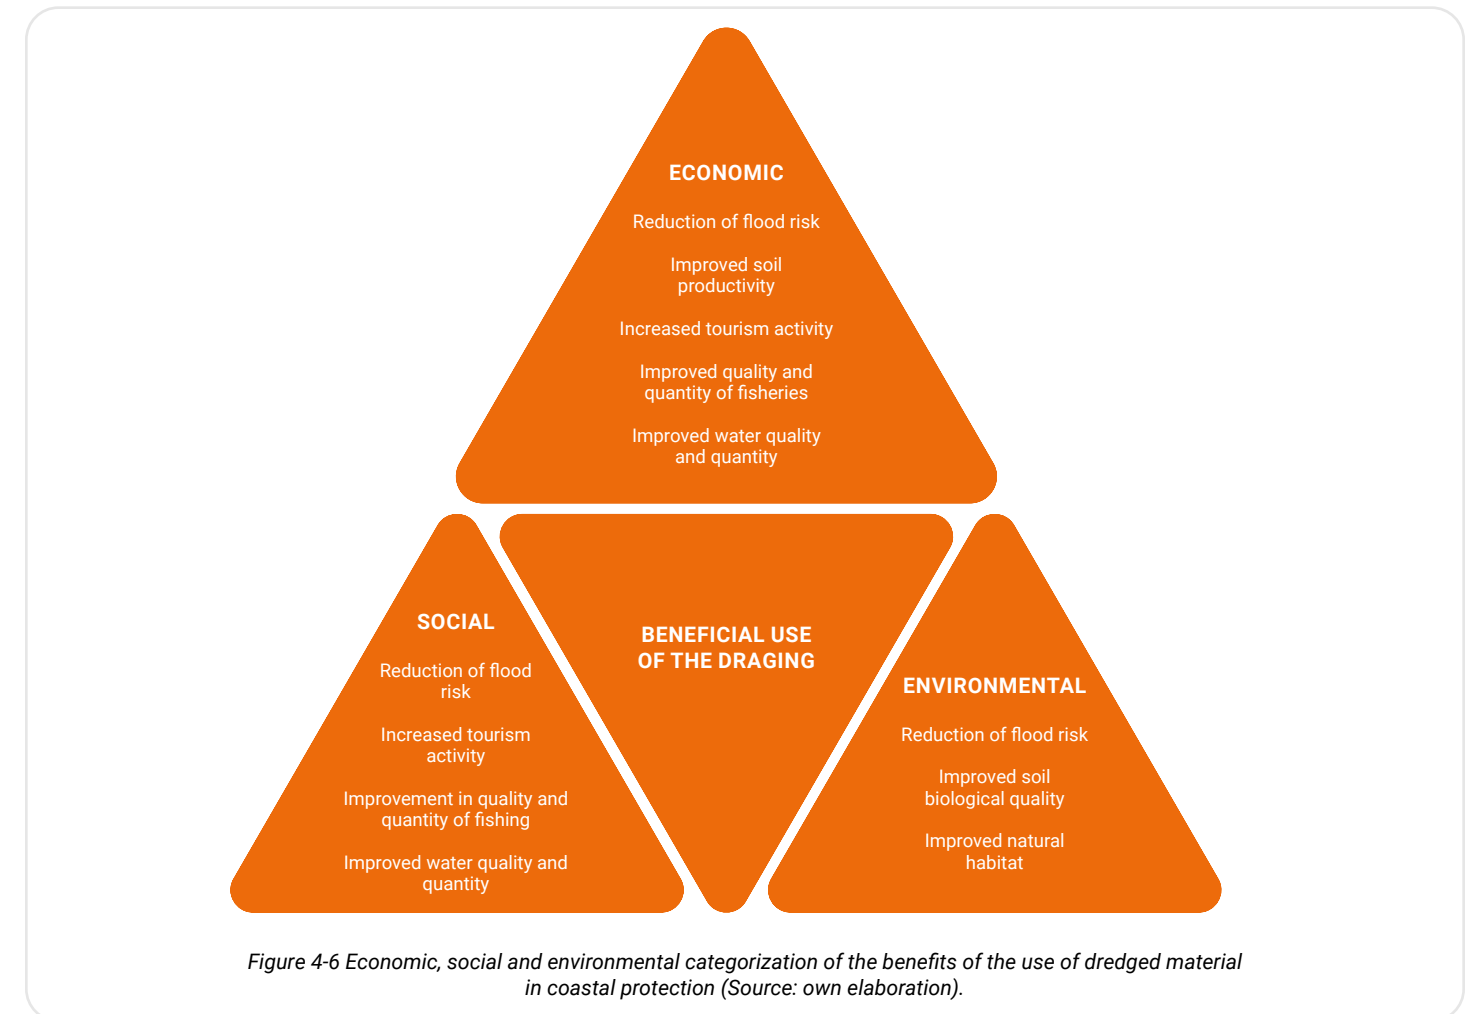 ECONOMIC
Reduction of flood risk
Improved soil
productivity
Increased tourism activity
Improved quality and
quantity of fisheries
Improved water quality
and quantity
SOCIAL
Reduction of flood
risk
Increased tourism
activity
Improvement in quality and
quantity of fishing
Improved water quality and
quantity
BENEFICIAL USE
OF THE DRAGING
ENVIRONMENTAL
Reduction of flood risk
Improved soil
biological quality
Improved natural
habitat
Figure 4-6 Economic, social and environmental categorization of the benefits of the use of dredged material
in coastal protection (Source: own elaboration).